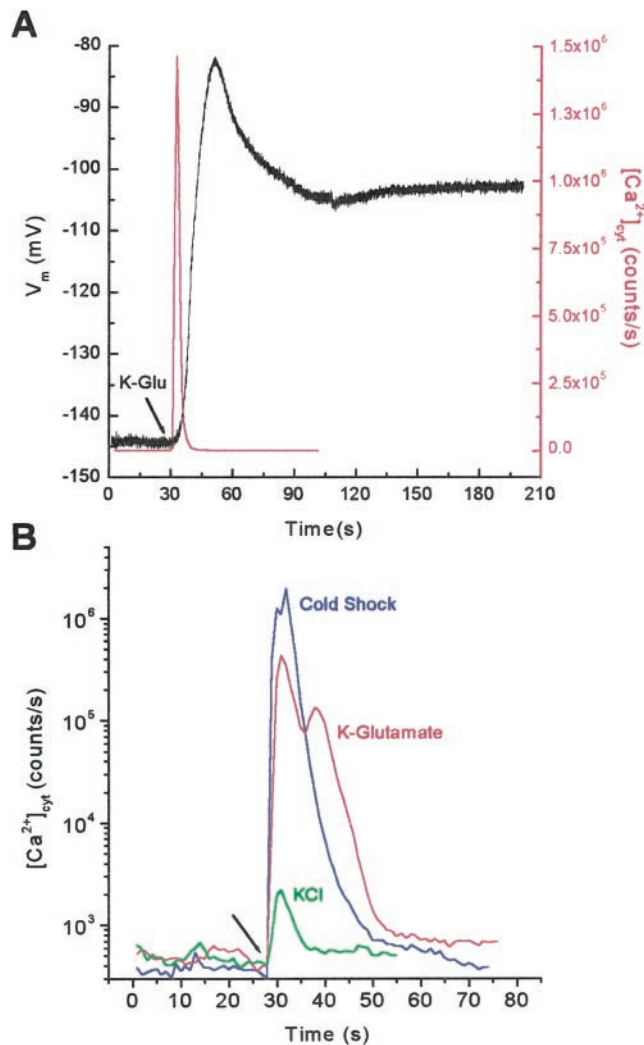 A
-80
-90
-100
-110
-120
-130
-140
-150
V_m (mV)
K-Glu
1.5x10^6
1.3x10^6
1.0x10^6
7.5x10^5
5.0x10^5
2.5x10^5
0.0
[Ca^2+]_cyt
(counts/s)
0 30 60 90 120 150 180 210
Time(s)
B
10^6
10^5
10^4
10^3
[Ca^2+]_cyt (counts/s)
Cold Shock
K-Glutamate
KCl
0 10 20 30 40 50 60 70 80
Time (s)